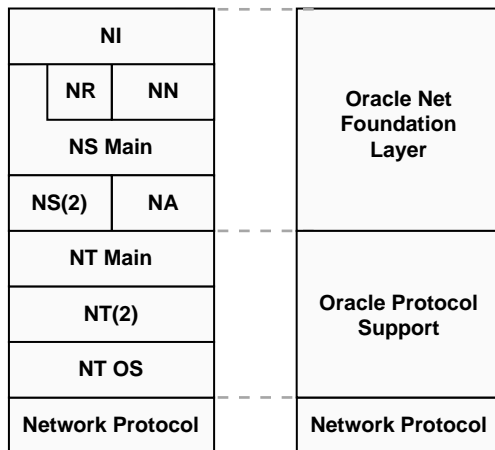 NI
NR NN
NS Main
NS(2) NA
NT Main
NT(2)
NT OS
Network Protocol
Oracle Net
Foundation
Layer
Oracle Protocol
Support
Network Protocol